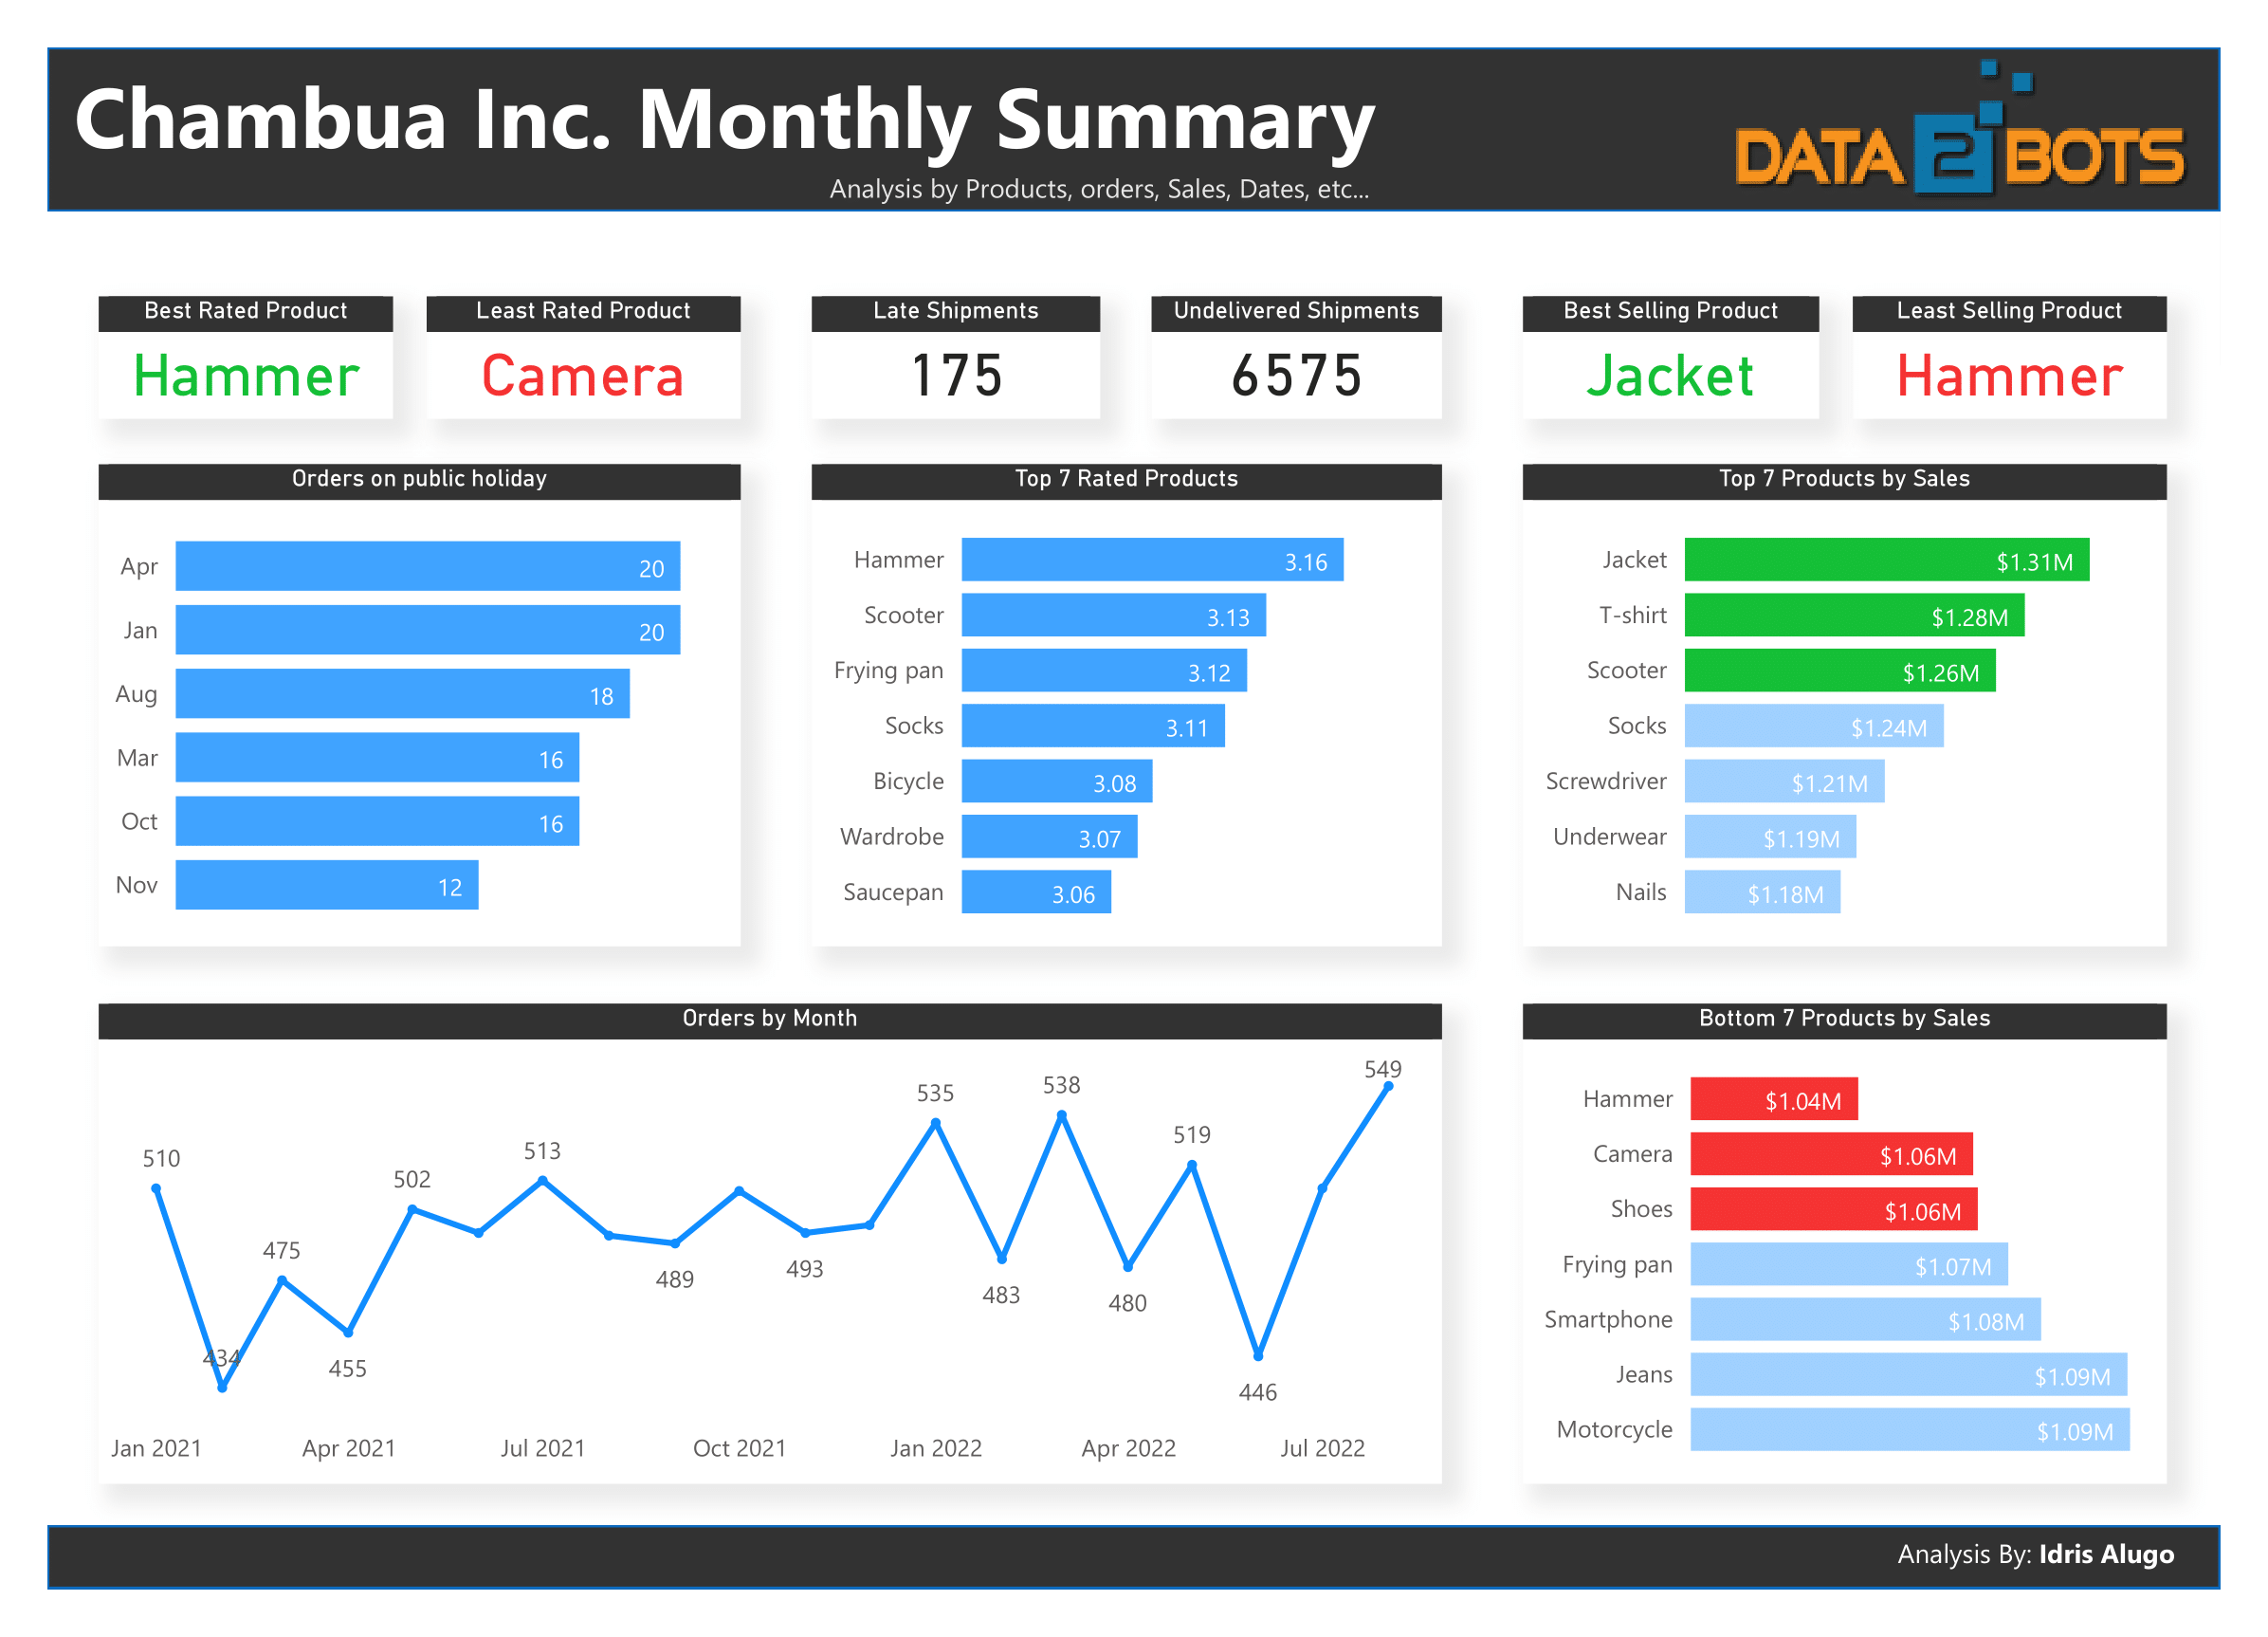 Chambua Inc. Monthly Summary
Analysis by Products, orders, Sales, Dates, etc...
DATA 2 BOTS
Best Rated Product
Hammer
Least Rated Product
Camera
Late Shipments
175
Undelivered Shipments
6575
Best Selling Product
Jacket
Least Selling Product
Hammer
Orders on public holiday
Apr 20
Jan 20
Aug 18
Mar 16
Oct 16
Nov 12
Top 7 Rated Products
Hammer 3.16
Scooter 3.13
Frying pan 3.12
Socks 3.11
Bicycle 3.08
Wardrobe 3.07
Saucepan 3.06
Top 7 Products by Sales
Jacket $1.31M
T-shirt $1.28M
Scooter $1.26M
Socks $1.24M
Screwdriver $1.21M
Underwear $1.19M
Nails $1.18M
Orders by Month
510
434
475
455
502
513
489
493
535
483
538
480
519
446
549
Jan 2021 Apr 2021 Jul 2021 Oct 2021 Jan 2022 Apr 2022 Jul 2022
Bottom 7 Products by Sales
Hammer $1.04M
Camera $1.06M
Shoes $1.06M
Frying pan $1.07M
Smartphone $1.08M
Jeans $1.09M
Motorcycle $1.09M
Analysis By: Idris Alugo